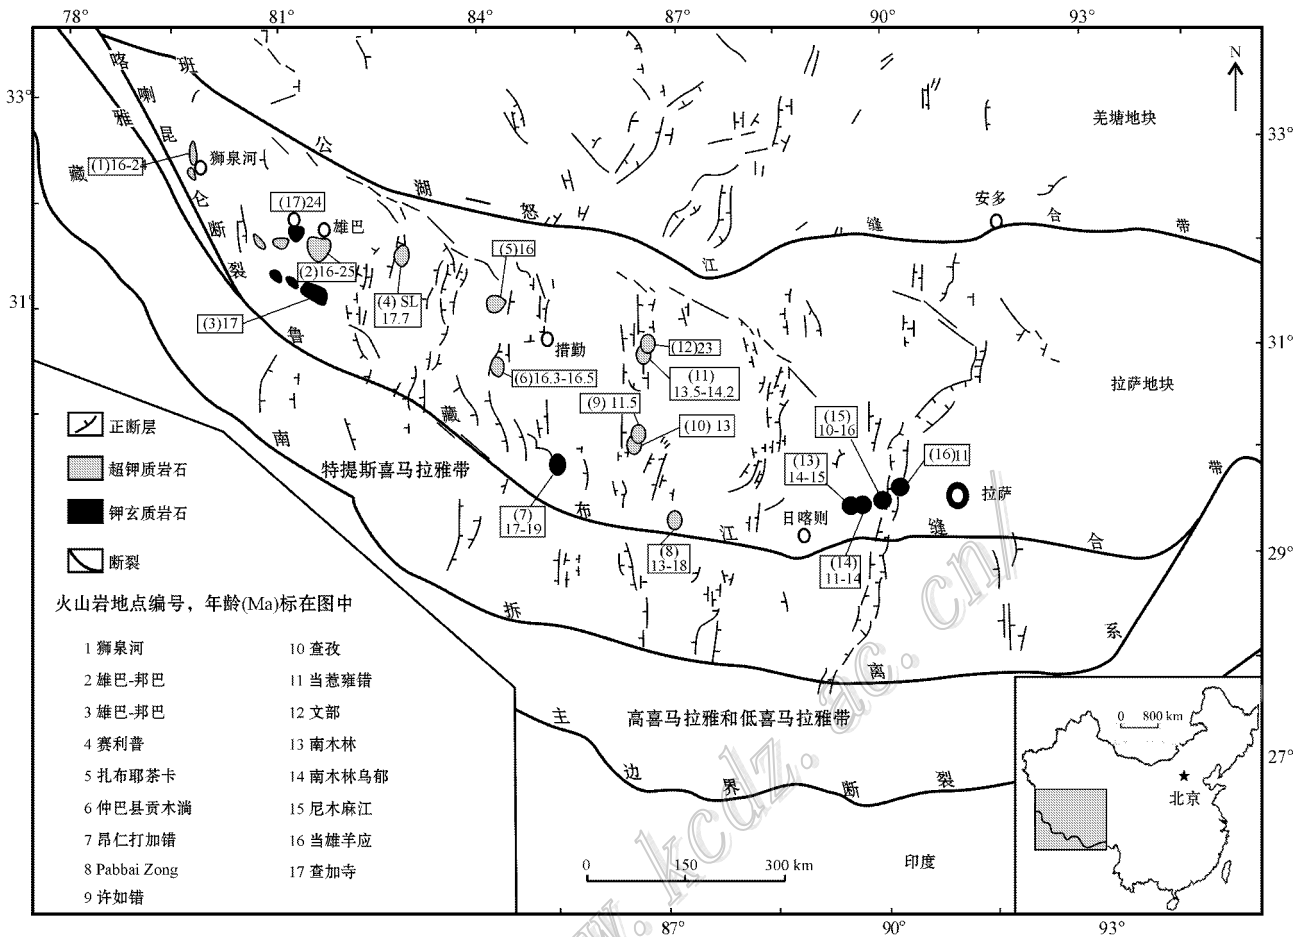 78°
81°
84°
87°
90°
93°
33°
31°
33°
31°
29°
27°
87°
90°
93°
N
喀喇昆仑断裂
班公湖怒江缝合带
雅鲁藏布江缝合带
藏南拆离系
主边界断裂
羌塘地块
拉萨地块
特提斯喜马拉雅带
高喜马拉雅和低喜马拉雅带
印度
狮泉河
雄巴
措勤
安多
日喀则
拉萨
(1)16-24
(17)24
(2)16-25
(3)17
(4) SL
17.7
(5)16
(6)16.3-16.5
(7)
17-19
(8)
13-18
(9) 11.5
(10) 13
(11)
13.5-14.2
(12)23
(13)
14-15
(14)
11-14
(15)
10-16
(16)11
正断层
超钾质岩石
钾玄质岩石
断裂
火山岩地点编号，年龄(Ma)标在图中
1 狮泉河
2 雄巴-邦巴
3 雄巴-邦巴
4 赛利普
5 扎布耶茶卡
6 仲巴县贡木淌
7 昂仁打加错
8 Pabbai Zong
9 许如错
10 查孜
11 当惹雍错
12 文部
13 南木林
14 南木林乌郁
15 尼木麻江
16 当雄羊应
17 查加寺
0 150 300 km
0 800 km
北京
w. kcdz. ac. cn/